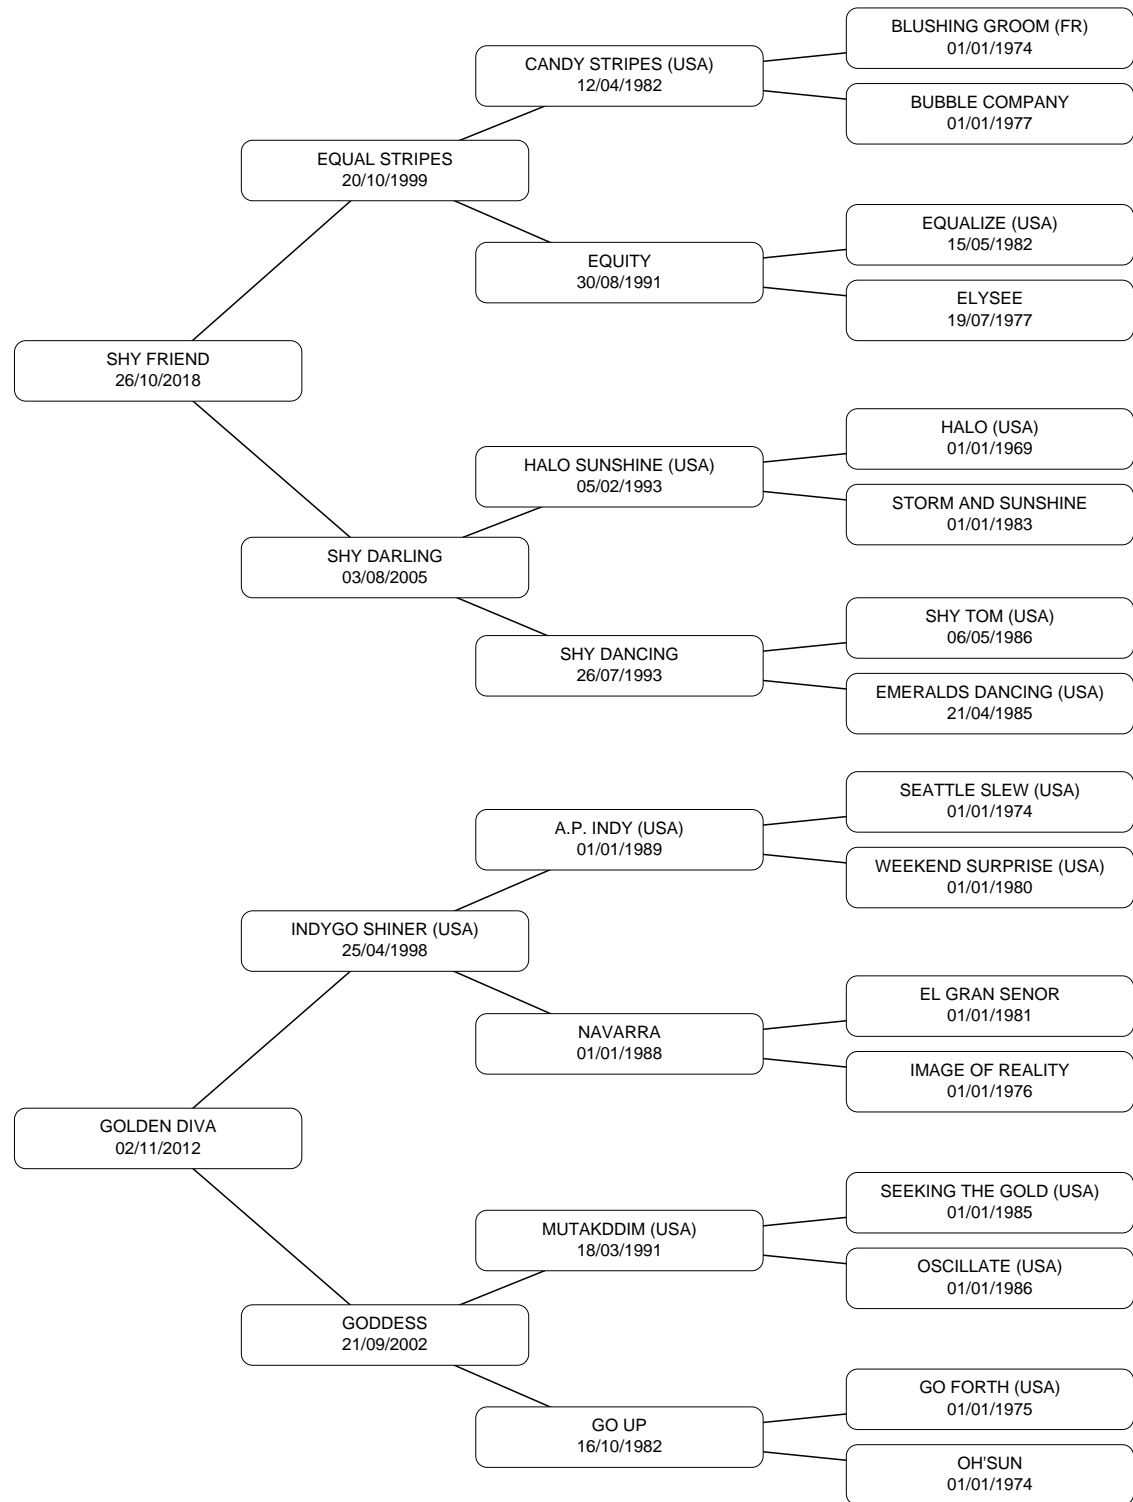 BLUSHING GROOM (FR)
01/01/1974
CANDY STRIPES (USA)
12/04/1982
BUBBLE COMPANY
01/01/1977
EQUAL STRIPES
20/10/1999
EQUALIZE (USA)
15/05/1982
EQUITY
30/08/1991
ELYSEE
19/07/1977
SHY FRIEND
26/10/2018
HALO (USA)
01/01/1969
HALO SUNSHINE (USA)
05/02/1993
STORM AND SUNSHINE
01/01/1983
SHY DARLING
03/08/2005
SHY TOM (USA)
06/05/1986
SHY DANCING
26/07/1993
EMERALDS DANCING (USA)
21/04/1985
SEATTLE SLEW (USA)
01/01/1974
A.P. INDY (USA)
01/01/1989
WEEKEND SURPRISE (USA)
01/01/1980
INDYGO SHINER (USA)
25/04/1998
EL GRAN SENOR
01/01/1981
NAVARRA
01/01/1988
IMAGE OF REALITY
01/01/1976
GOLDEN DIVA
02/11/2012
SEEKING THE GOLD (USA)
01/01/1985
MUTAKDDIM (USA)
18/03/1991
OSCILLATE (USA)
01/01/1986
GODDESS
21/09/2002
GO FORTH (USA)
01/01/1975
GO UP
16/10/1982
OH'SUN
01/01/1974